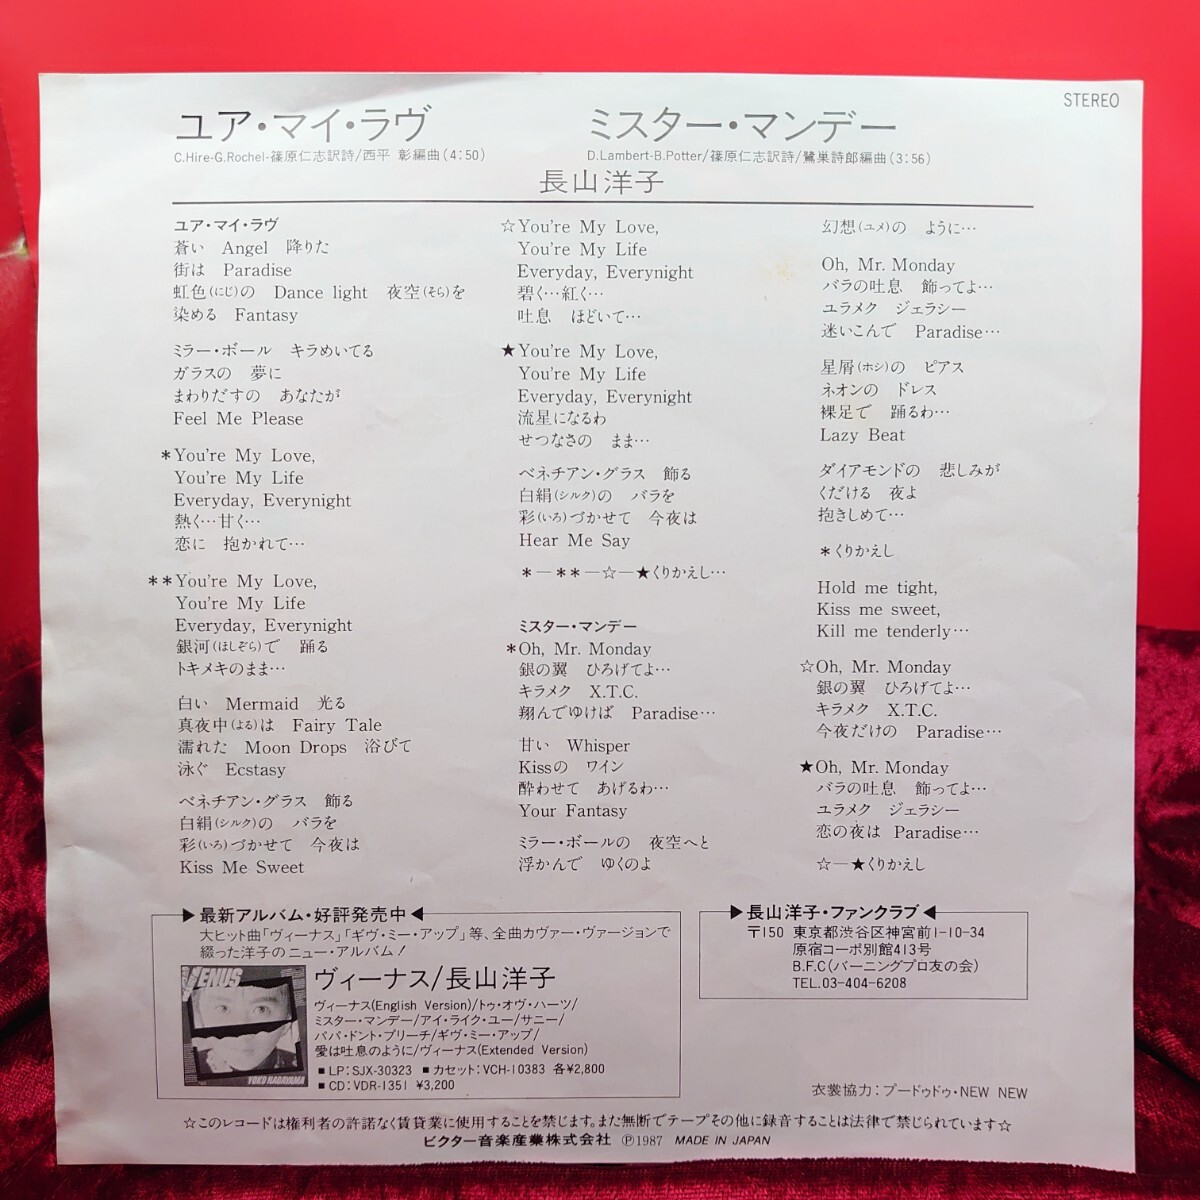 STEREO
ユア・マイ・ラヴ
C.Hire-G.Rochel-篠原仁志訳詩/西平 彰編曲(4:50)
ミスター・マンデー
D.Lambert-B.Potter/篠原仁志訳詩/鷺巣詩郎編曲(3:56)
長山洋子
ユア・マイ・ラヴ
蒼い Angel 降りた
街は Paradise
虹色(にじ)の Dance light 夜空(そら)を
染める Fantasy
ミラー・ボール キラめいてる
ガラスの 夢に
まわりだすの あなたが
Feel Me Please
*You're My Love,
You're My Life
Everyday, Everynight
熱く…甘く…
恋に 抱かれて…
**You're My Love,
You're My Life
Everyday, Everynight
銀河(ほしぞら)で 踊る
トキメキのまま…
白い Mermaid 光る
真夜中(よる)は Fairy Tale
濡れた Moon Drops 浴びて
泳ぐ Ecstasy
ベネチアン・グラス 飾る
白絹(シルク)の バラを
彩(いろ)づかせて 今夜は
Kiss Me Sweet
☆You're My Love,
You're My Life
Everyday, Everynight
碧く…紅く…
吐息 ほどいて…
★You're My Love,
You're My Life
Everyday, Everynight
流星になるわ
せつなさの まま…
ベネチアン・グラス 飾る
白絹(シルク)の バラを
彩(いろ)づかせて 今夜は
Hear Me Say
*―**―☆―★くりかえし…
ミスター・マンデー
*Oh, Mr. Monday
銀の翼 ひろげてよ…
キラメク X.T.C.
翔んでゆけば Paradise…
甘い Whisper
Kissの ワイン
酔わせて あげるわ…
Your Fantasy
ミラー・ボールの 夜空へと
浮かんで ゆくのよ
幻想(ユメ)の ように…
Oh, Mr. Monday
バラの吐息 飾ってよ…
ユラメク ジェラシー
迷いこんで Paradise…
星屑(ホシ)の ピアス
ネオンの ドレス
裸足で 踊るわ…
Lazy Beat
ダイアモンドの 悲しみが
くだける 夜よ
抱きしめて…
*くりかえし
Hold me tight,
Kiss me sweet,
Kill me tenderly…
☆Oh, Mr. Monday
銀の翼 ひろげてよ…
キラメク X.T.C.
今夜だけの Paradise…
★Oh, Mr. Monday
バラの吐息 飾ってよ…
ユラメク ジェラシー
恋の夜は Paradise…
☆―★くりかえし
▶最新アルバム・好評発売中◀
大ヒット曲「ヴィーナス」「ギヴ・ミー・アップ」等、全曲カヴァー・ヴァージョンで
綴った洋子のニュー・アルバム!
VENUS
YOKO NAGAYAMA
ヴィーナス/長山洋子
ヴィーナス(English Version)/トゥ・オヴ・ハーツ/
ミスター・マンデー/アイ・ライク・ユー/サニー/
パパ・ドント・プリーチ/ギヴ・ミー・アップ/
愛は吐息のように/ヴィーナス(Extended Version)
■LP:SJX-30323 ■カセット:VCH-10383 各¥2,800
■CD:VDR-1351 ¥3,200
▶長山洋子・ファンクラブ◀
〒150 東京都渋谷区神宮前1-10-34
原宿コーポ別館413号
B.F.C(バーニングプロ友の会)
TEL.03-404-6208
衣裳協力:プードゥドゥ・NEW NEW
☆このレコードは権利者の許諾なく賃貸業に使用することを禁じます。また無断でテープその他に録音することは法律で禁じられています☆
ビクター音楽産業株式会社 Ⓟ1987 MADE IN JAPAN